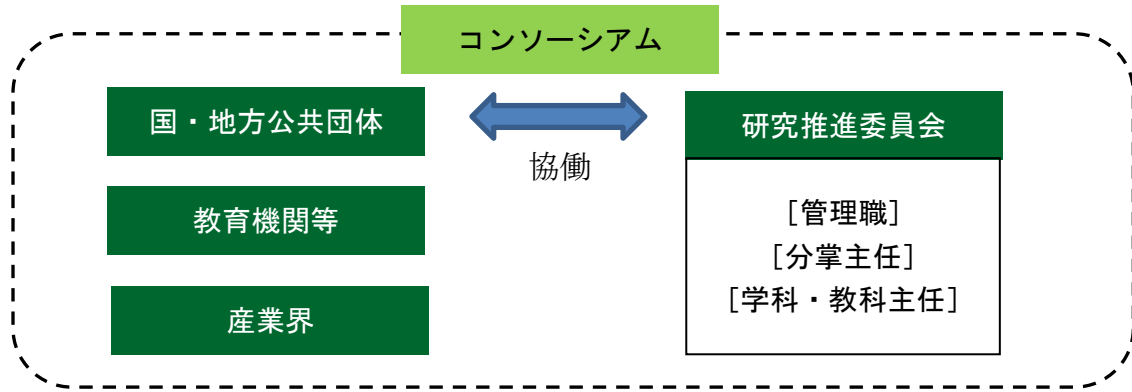 コンソーシアム
国・地方公共団体
協働
教育機関等
産業界
研究推進委員会
［管理職］
［分掌主任］
［学科・教科主任］